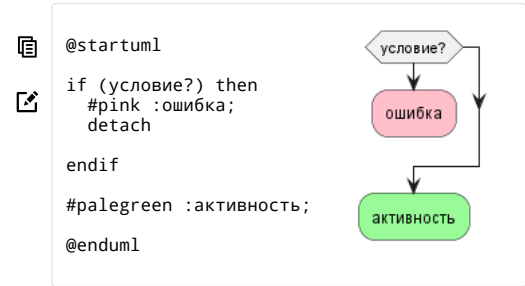 @startuml
if (условие?) then
#pink :ошибка;
detach
endif
#palegreen :активность;
@enduml
условие?
ошибка
активность